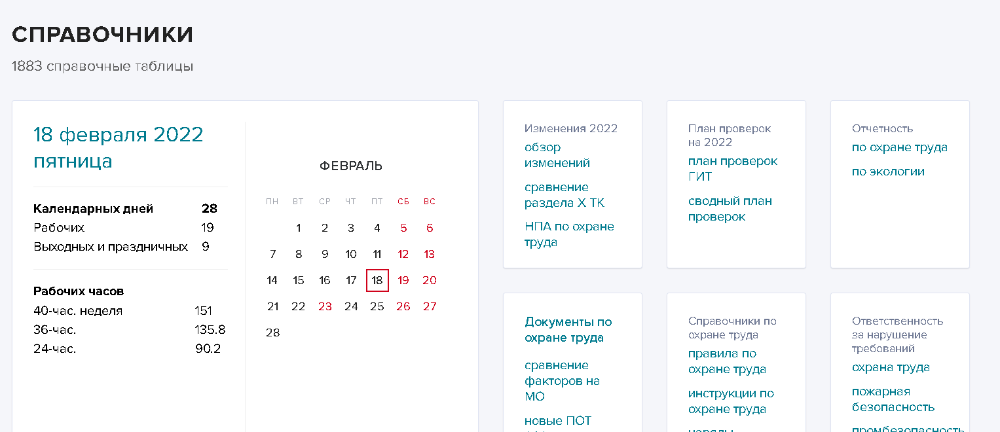 СПРАВОЧНИКИ
1883 справочные таблицы
18 февраля 2022
пятница
Календарных дней 28
Рабочих 19
Выходных и праздничных 9
Рабочих часов
40-час. неделя 151
36-час. 135.8
24-час. 90.2
ФЕВРАЛЬ
ПН ВТ СР ЧТ ПТ СБ ВС
1 2 3 4 5 6
7 8 9 10 11 12 13
14 15 16 17 18 19 20
21 22 23 24 25 26 27
28
Изменения 2022
обзор
изменений
сравнение
раздела X ТК
НПА по охране
труда
План проверок
на 2022
план проверок
ГИТ
сводный план
проверок
Отчетность
по охране труда
по экологии
Документы по
охране труда
сравнение
факторов на
МО
новые ПОТ
Справочники по
охране труда
правила по
охране труда
инструкции по
охране труда
Ответственность
за нарушение
требований
охрана труда
пожарная
безопасность
промбезопасность